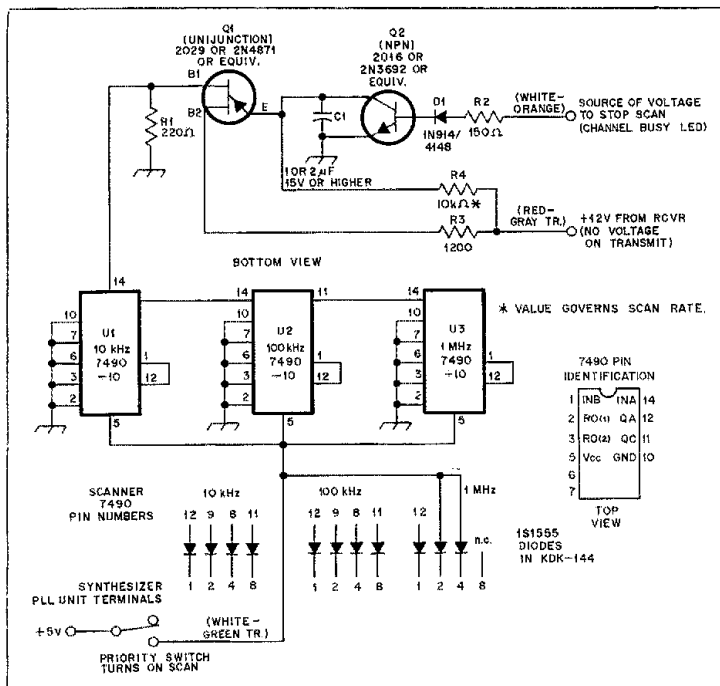 Q1
(UNIJUNCTION)
2029 OR 2N4871
OR EQUIV.
Q2
(NPN)
2016 OR
2N3692 OR
EQUIV.
B1
B2
E
R1
220Ω
C1
1 OR 2 µF
15V OR HIGHER
D1
1N914/
4148
R2
150Ω
(WHITE-
ORANGE)
SOURCE OF VOLTAGE
TO STOP SCAN
(CHANNEL BUSY LED)
R4
10kΩ*
R3
1200
(RED-
GRAY TR.)
+12V FROM RCVR
(NO VOLTAGE
ON TRANSMIT)
BOTTOM VIEW
14
10
7
6
3
2
U1
10 kHz
7490
÷10
1
12
5
14
11
10
7
6
3
2
U2
100kHz
7490
÷10
1
12
5
14
10
7
6
3
2
U3
1 MHz
7490
÷10
1
12
5
* VALUE GOVERNS SCAN RATE.
7490 PIN
IDENTIFICATION
1 INB INA 14
2 RO(1) QA 12
3 RO(2) QC 11
5 Vcc GND 10
6
7
TOP
VIEW
SCANNER
7490
PIN NUMBERS
10 kHz
12 9 8 11
1 2 4 8
100 kHz
12 9 8 11
1 2 4 8
1 MHz
12
n.c.
1 2 4 8
1S1555
DIODES
IN KDK-144
SYNTHESIZER
PLL UNIT TERMINALS
+5V
(WHITE-
GREEN TR.)
PRIORITY SWITCH
TURNS ON SCAN